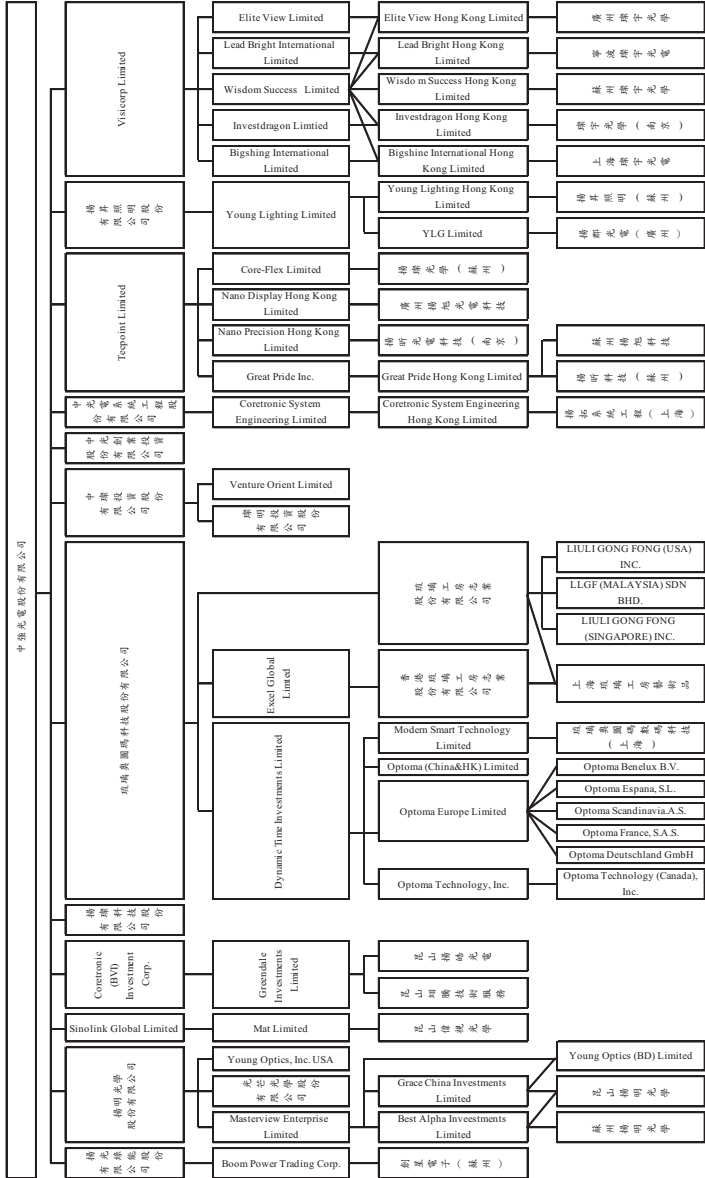 中強光電股份有限公司
Visicorp Limited
Elite View Limited
Elite View Hong Kong Limited
廣州璨宇光學
Lead Bright International
Limited
Lead Bright Hong Kong
Limited
寧波璨宇光電
Wisdom Success Limited
Wisdo m Success Hong Kong
Limited
蘇州璨宇光學
Investdragon Limtied
Investdragon Hong Kong
Limited
璨宇光學(南京)
Bigshing International
Limited
Bigshine International Hong
Kong Limited
上海璨宇光電
揚昇照明股份
有限公司
Young Lighting Limited
Young Lighting Hong Kong
Limited
揚昇照明(蘇州)
YLG Limited
揚鄰光電(廣州)
Tecpoint Limited
Core-Flex Limited
揚璨光學(蘇州)
Nano Display Hong Kong
Limited
廣州揚旭光電科技
Nano Precision Hong Kong
Limited
揚昕光電科技(南京)
Great Pride Inc.
Great Pride Hong Kong Limited
蘇州揚旭科技
揚昕科技(蘇州)
中光電系統工程股
份有限公司
Coretronic System
Engineering Limited
Coretronic System Engineering
Hong Kong Limited
揚拓系統工程(上海)
中光創業投資
股份有限公司
中璨投資股份
有限公司
Venture Orient Limited
璨明投資股份
有限公司
琉璃奧圖瑪科技股份有限公司
琉璃工房志業
股份有限公司
LIULI GONG FONG (USA)
INC.
LLGF (MALAYSIA) SDN
BHD.
LIULI GONG FONG
(SINGAPORE) INC.
Excel Global
Limted
香港琉璃工房志業
股份有限公司
上海琉璃工房藝術品
Dynamic Time Investments Limited
Modern Smart Technology
Limited
琉璃奧圖碼數碼科技
(上海)
Optoma (China&HK) Limited
Optoma Europe Limited
Optoma Benelux B.V.
Optoma Espana, S.L.
Optoma Scandinavia.A.S.
Optoma France, S.A.S.
Optoma Deutschland GmbH
Optoma Technology, Inc.
Optoma Technology (Canada),
Inc.
揚璨科技股份
有限公司
Coretronic
(BVI)
Investment
Corp.
Greendale
Investments
Limited
昆山揚皓光電
昆山翊騰技術服務
Sinolink Global Limited
Mat Limited
昆山偉視光學
揚明光學
股份有限公司
Young Optics, Inc. USA
光芒光學股份
有限公司
Masterview Enterprise
Limited
Grace China Investments
Limited
Best Alpha Inveestments
Limited
Young Optics (BD) Limited
昆山揚明光學
蘇州揚明光學
揚光綠能股份
有限公司
Boom Power Trading Corp.
創星電子(蘇州)